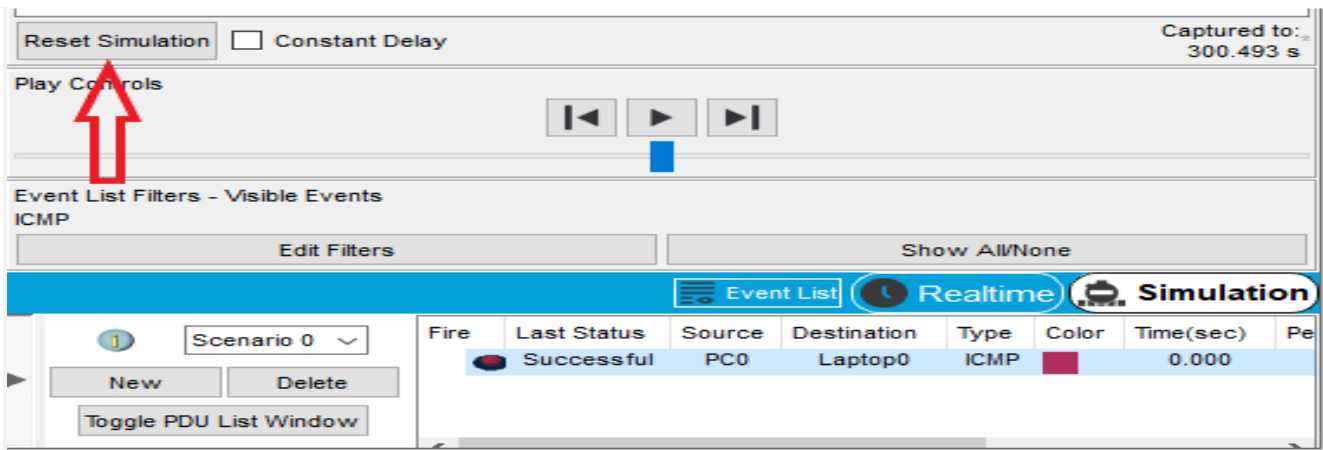 Reset Simulation Constant Delay
Captured to:
300.493 s
Play Controls
Event List Filters - Visible Events
ICMP
Edit Filters Show All/None
Event List Realtime Simulation
Scenario 0
New Delete
Toggle PDU List Window
Fire Last Status Source Destination Type Color Time(sec) Pe
Successful PC0 Laptop0 ICMP 0.000